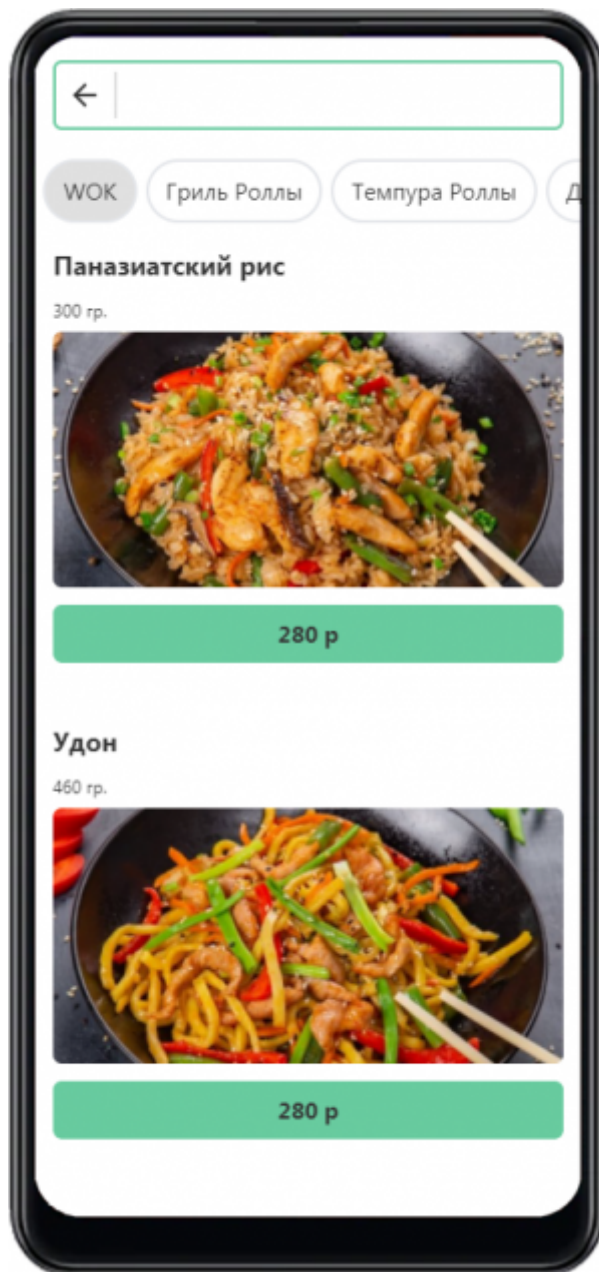 WOK
Гриль Роллы
Темпура Роллы
Д
Паназиатский рис
300 гр.
280 р
Удон
460 гр.
280 р